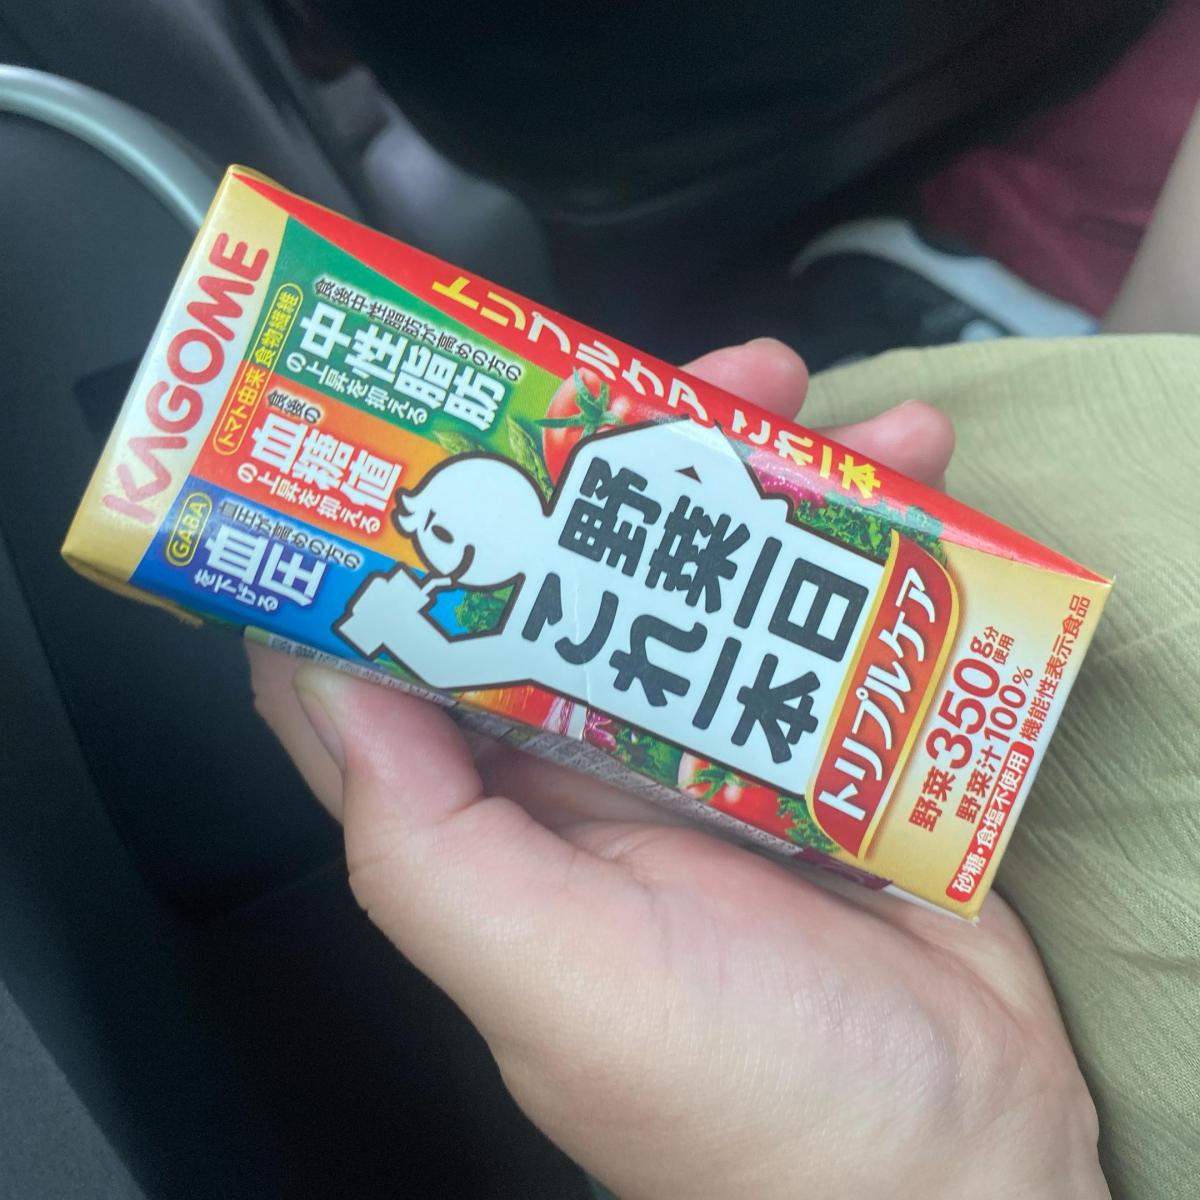 KAGOME
トリプルケア これ一本
トマト由来 食物繊維
食後中性脂肪が高めの方の
中性脂肪
の上昇を抑える
食後の
血糖値
の上昇を抑える
GABA
血圧が高めの方の
血圧
を下げる
野菜一日
これ一本
トリプルケア
野菜350g分使用
野菜汁100%
砂糖・食塩不使用
機能性表示食品